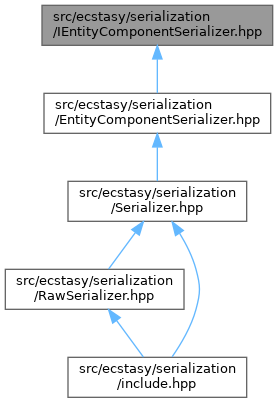 src/ecstasy/serialization
/IEntityComponentSerializer.hpp
src/ecstasy/serialization
/EntityComponentSerializer.hpp
src/ecstasy/serialization
/Serializer.hpp
src/ecstasy/serialization
/RawSerializer.hpp
src/ecstasy/serialization
/include.hpp